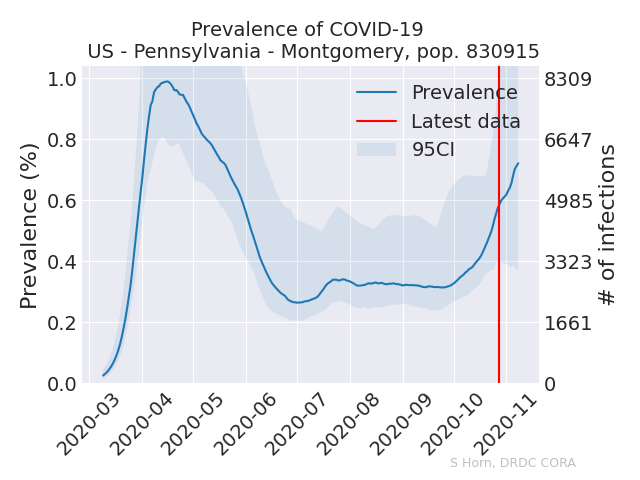 Prevalence of COVID-19
US - Pennsylvania - Montgomery, pop. 830915
Prevalence (%)
1.0
0.8
0.6
0.4
0.2
0.0
Prevalence
Latest data
95CI
8309
6647
4985
3323
1661
0
# of infections
2020-03
2020-04
2020-05
2020-06
2020-07
2020-08
2020-09
2020-10
2020-11
S Horn, DRDC CORA